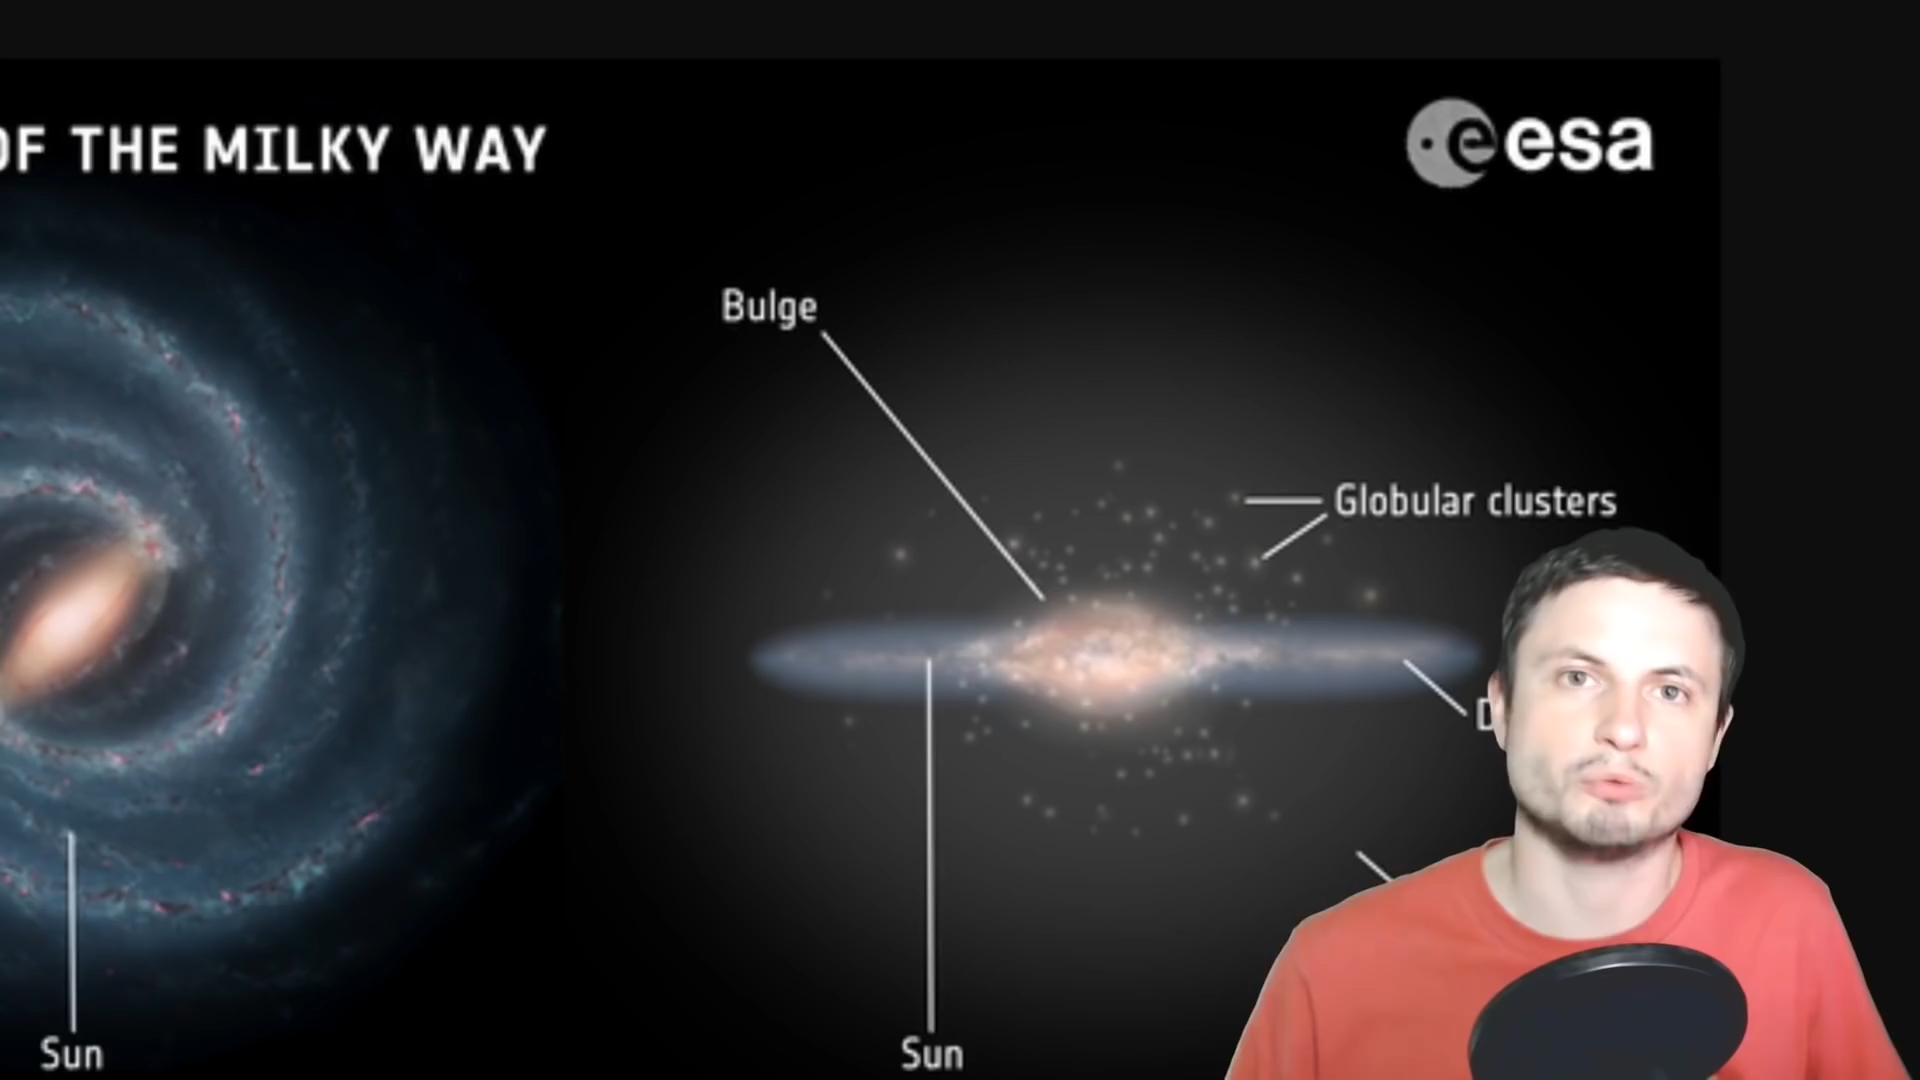 OF THE MILKY WAY
esa
Bulge
Globular clusters
Sun
Sun